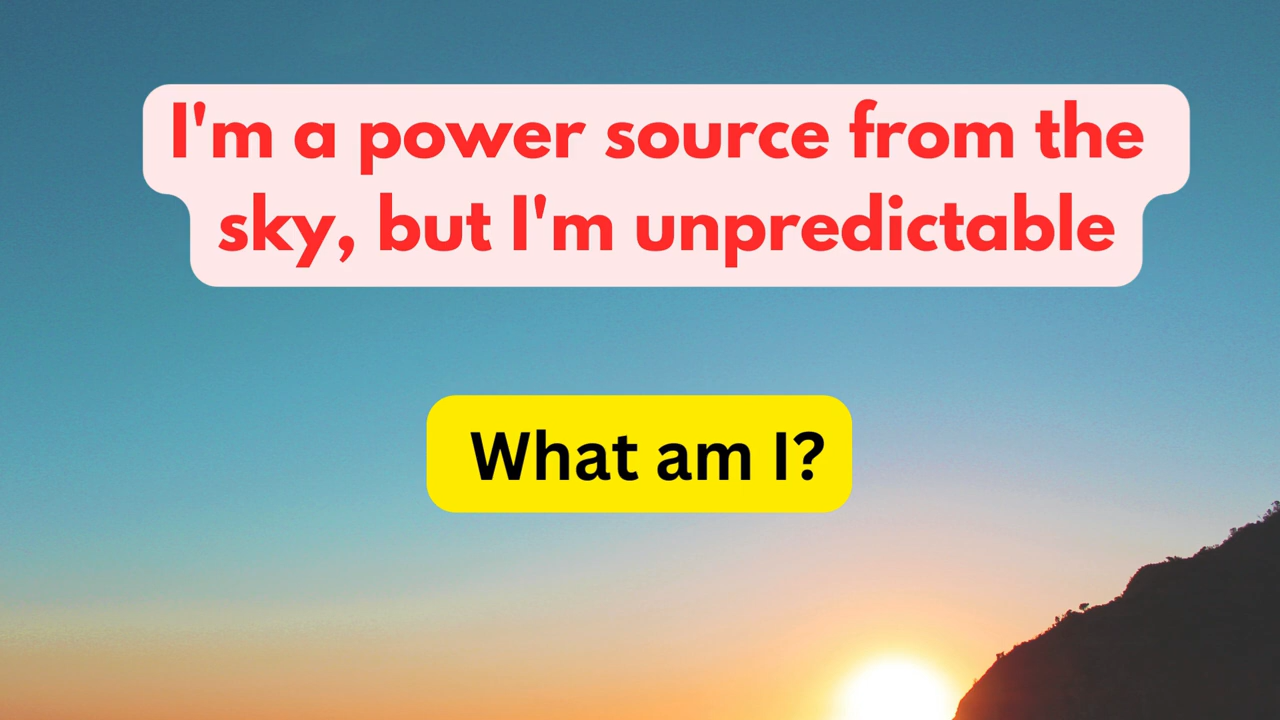 I'm a power source from the
sky, but I'm unpredictable
What am I?